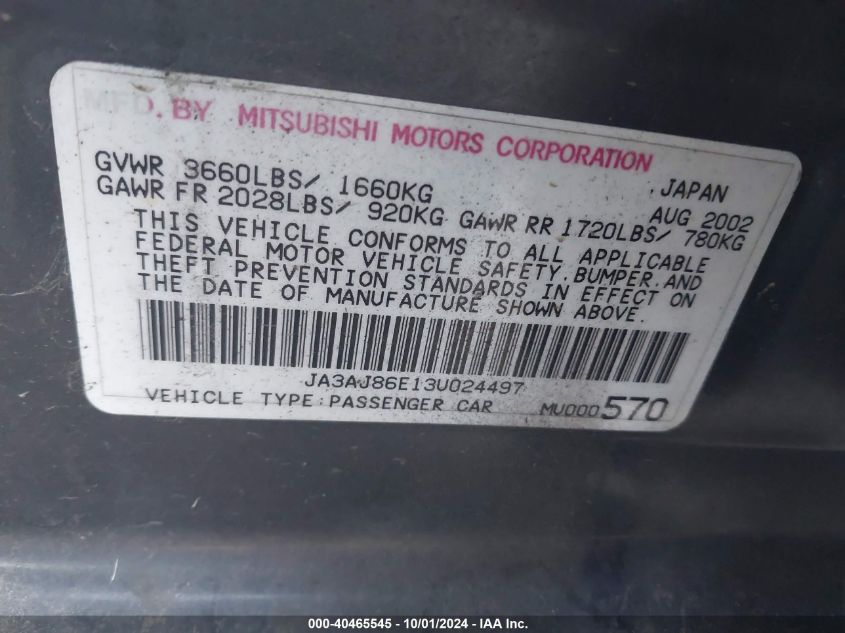 MFD. BY MITSUBISHI MOTORS CORPORATION
GVWR 3660LBS/ 1660KG JAPAN
GAWR FR 2028LBS/ 920KG GAWR RR 1720LBS/ 780KG AUG 2002
THIS VEHICLE CONFORMS TO ALL APPLICABLE
FEDERAL MOTOR VEHICLE SAFETY, BUMPER, AND
THEFT PREVENTION STANDARDS IN EFFECT ON
THE DATE OF MANUFACTURE SHOWN ABOVE.
JA3AJ86E13U024497
VEHICLE TYPE:PASSENGER CAR MU000570
000-40465545 - 10/01/2024 - IAA Inc.